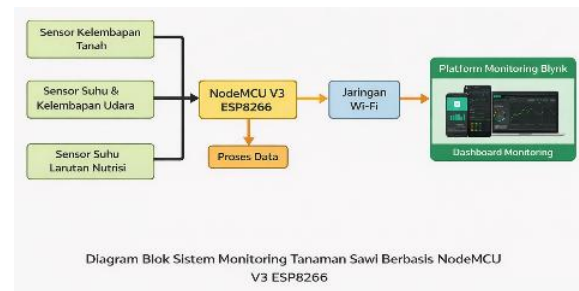 Sensor Kelembapan
Tanah
Sensor Suhu &
Kelembapan Udara
Sensor Suhu
Larutan Nutrisi
NodeMCU V3
ESP8266
Proses Data
Jaringan
Wi-Fi
Platform Monitoring Blynk
Dashboard Monitoring
Diagram Blok Sistem Monitoring Tanaman Sawi Berbasis NodeMCU
V3 ESP8266